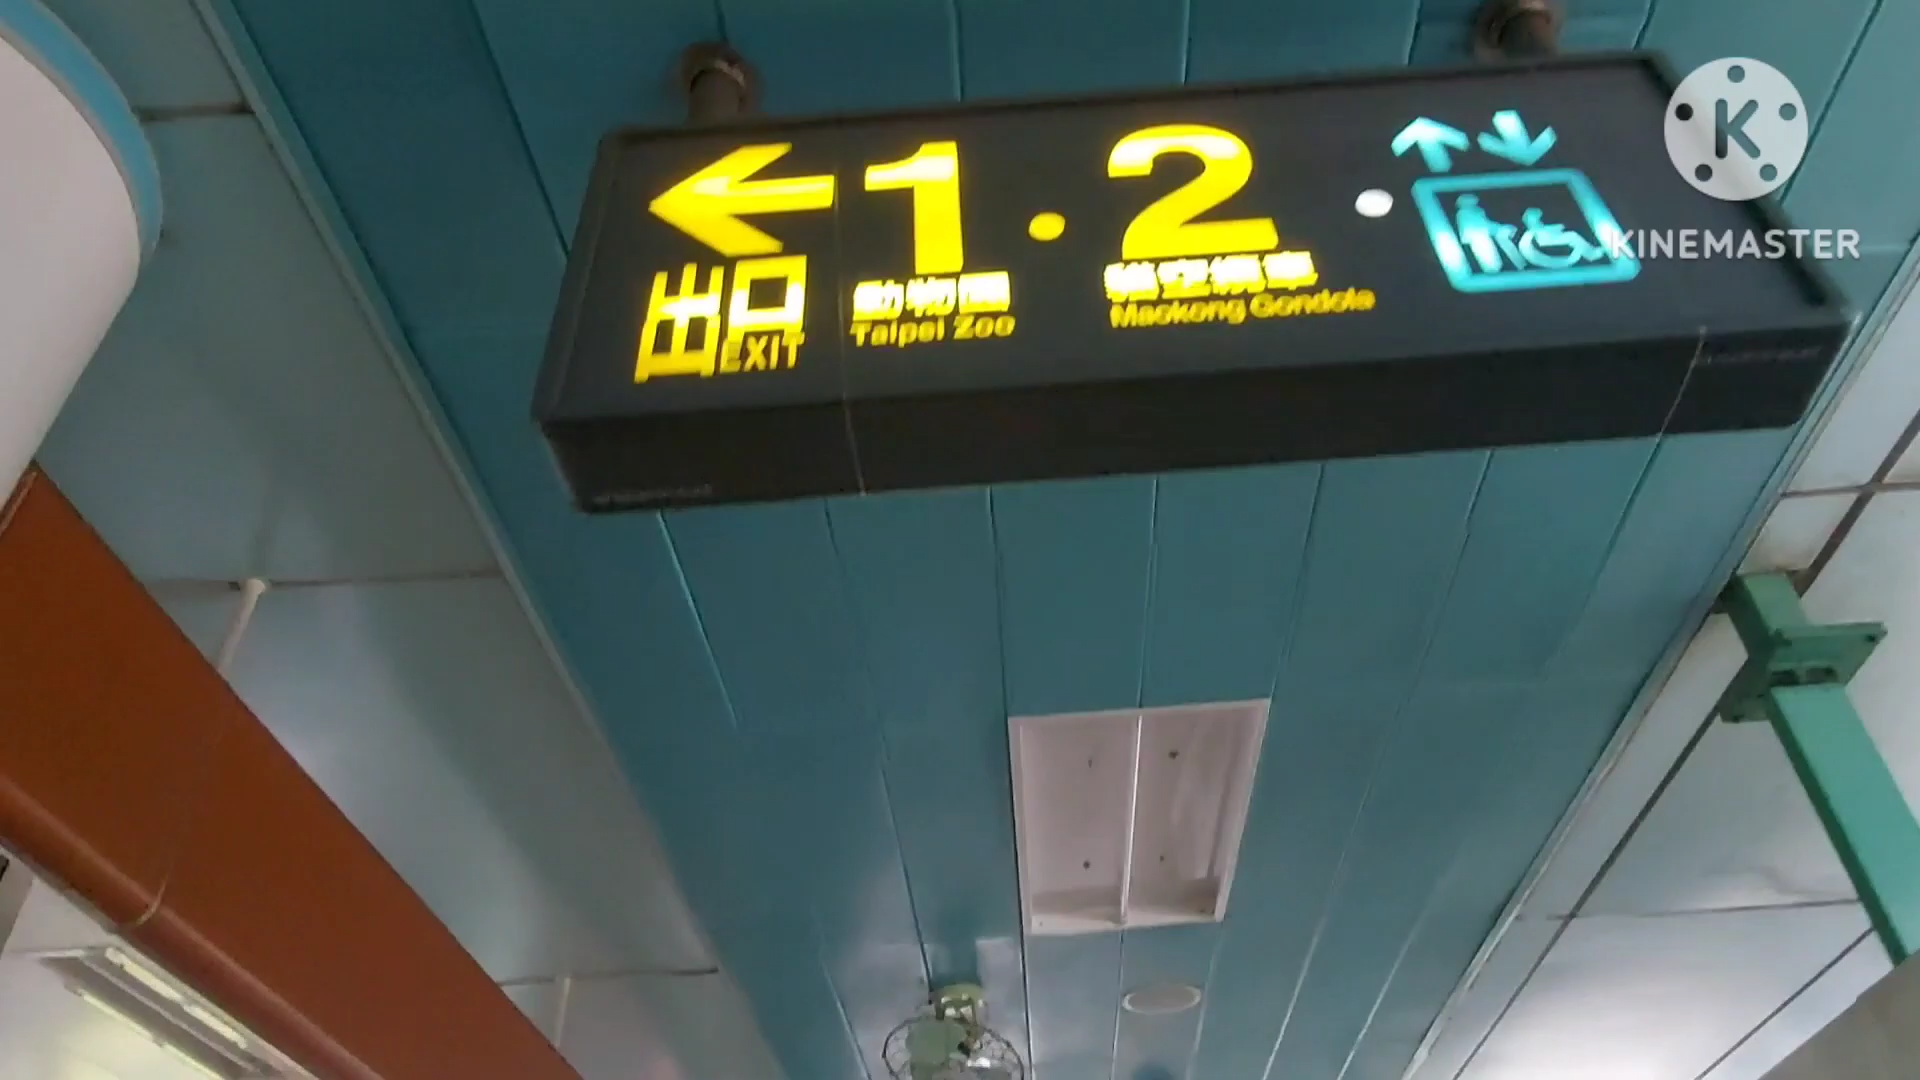 1 · 2
出口
EXIT
動物園
Taipei Zoo
貓空纜車
Maokong Gondola
K
KINEMASTER